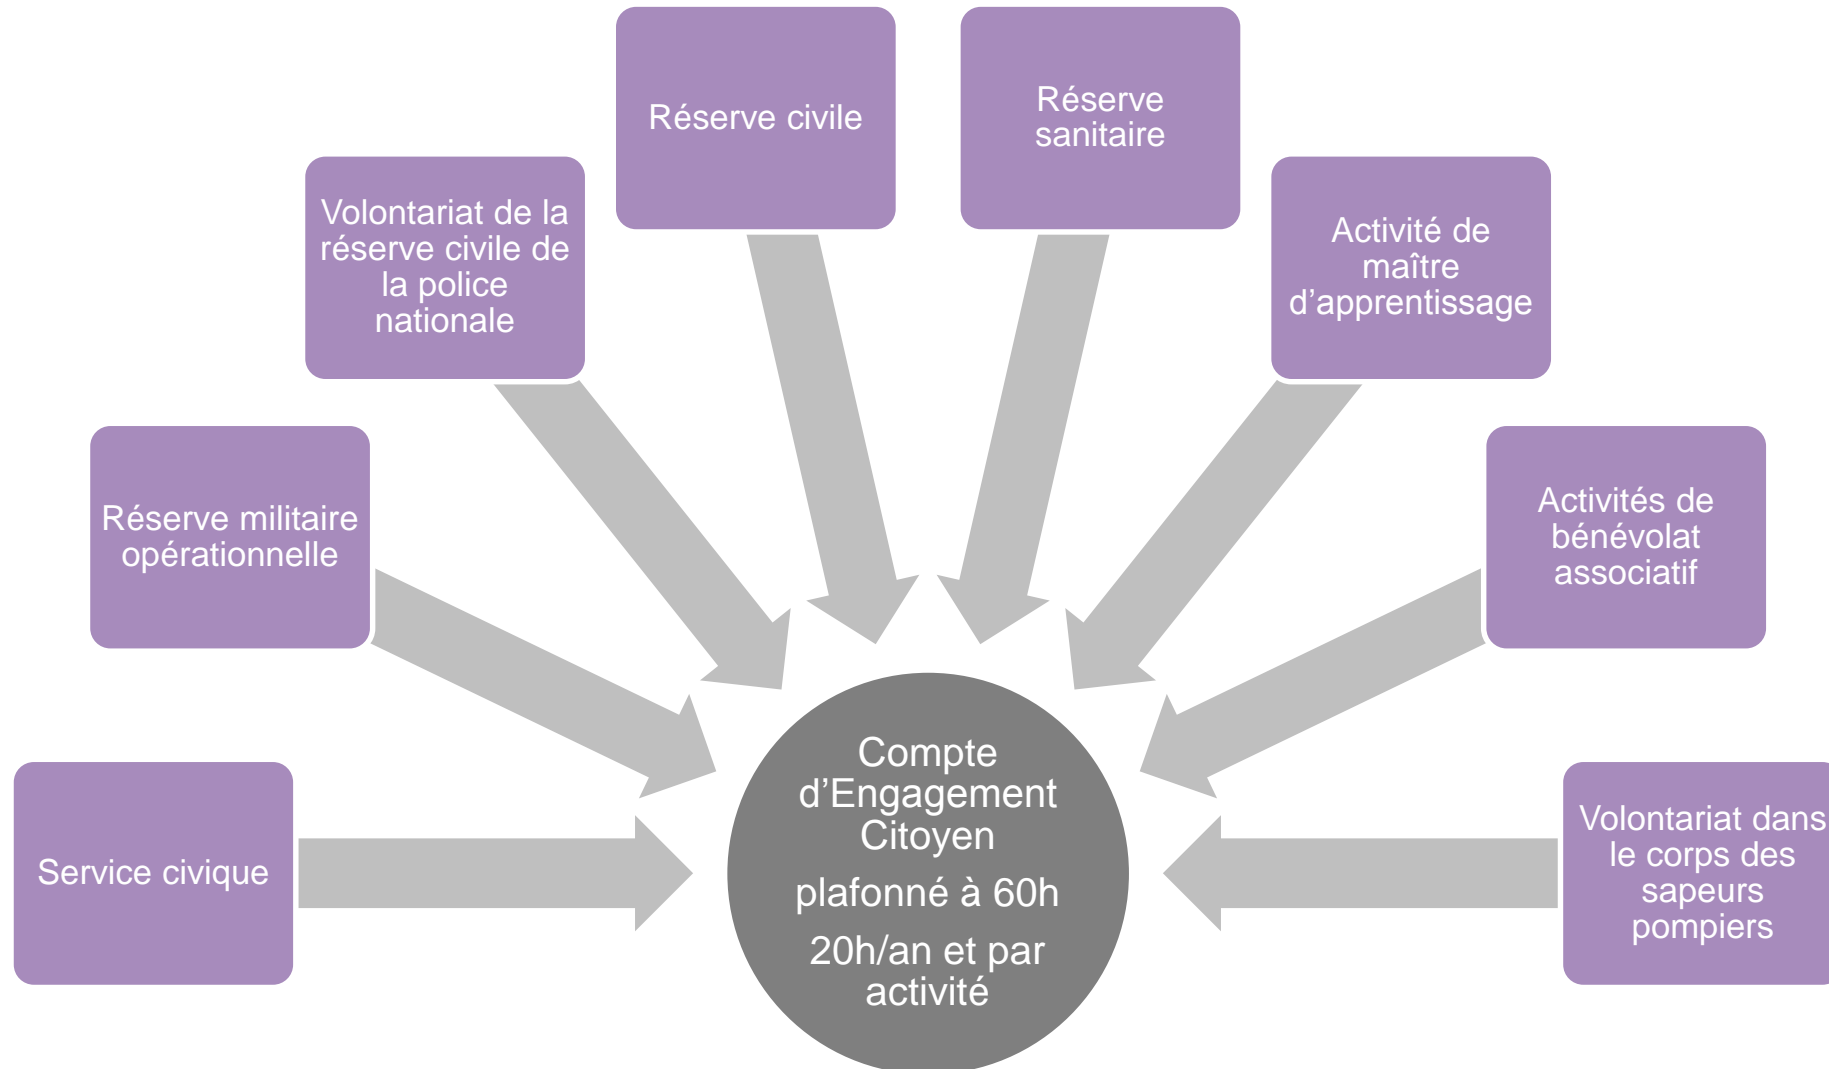 Réserve civile
Réserve
sanitaire
Volontariat de la
réserve civile de
la police
nationale
Activité de
maître
d’apprentissage
Réserve militaire
opérationnelle
Activités de
bénévolat
associatif
Service civique
Compte
d’Engagement
Citoyen
plafonné à 60h
20h/an et par
activité
Volontariat dans
le corps des
sapeurs
pompiers